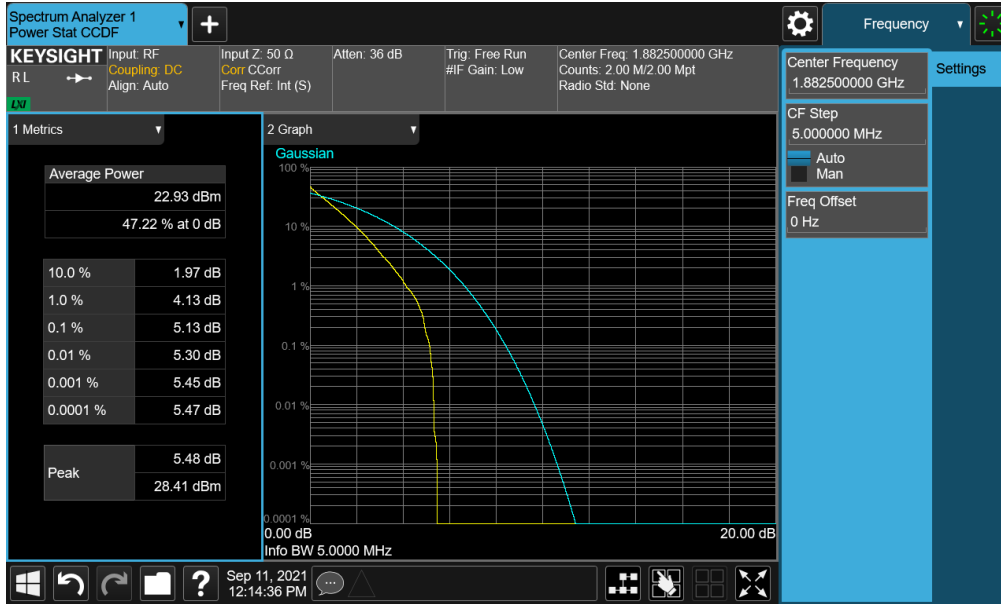 Spectrum Analyzer 1
Power Stat CCDF
+
Frequency
KEYSIGHT
R L
LXI
Input: RF
Coupling: DC
Align: Auto
Input Z: 50 Ω
Corr CCorr
Freq Ref: Int (S)
Atten: 36 dB
Trig: Free Run
#IF Gain: Low
Center Freq: 1.882500000 GHz
Counts: 2.00 M/2.00 Mpt
Radio Std: None
Center Frequency
1.882500000 GHz
Settings
CF Step
5.000000 MHz
Auto
Man
Freq Offset
0 Hz
1 Metrics
Average Power
22.93 dBm
47.22 % at 0 dB
10.0 % 1.97 dB
1.0 % 4.13 dB
0.1 % 5.13 dB
0.01 % 5.30 dB
0.001 % 5.45 dB
0.0001 % 5.47 dB
Peak
5.48 dB
28.41 dBm
2 Graph
Gaussian
100 %
10 %
1 %
0.1 %
0.01 %
0.001 %
0.0001 %
0.00 dB 20.00 dB
Info BW 5.0000 MHz
?
Sep 11, 2021
12:14:36 PM